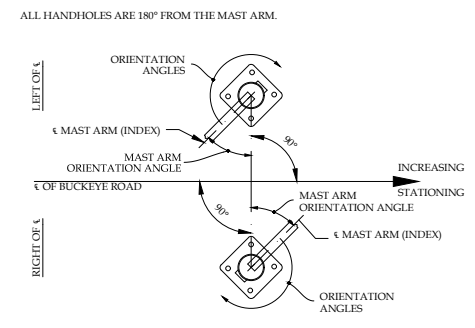 ALL HANDHOLES ARE 180° FROM THE MAST ARM.
ORIENTATION
ANGLES
LEFT OF ℄
℄ MAST ARM (INDEX)
90°
MAST ARM
ORIENTATION ANGLE
INCREASING
℄ OF BUCKEYE ROAD
STATIONING
MAST ARM
ORIENTATION ANGLE
90°
RIGHT OF ℄
℄ MAST ARM (INDEX)
ORIENTATION
ANGLES